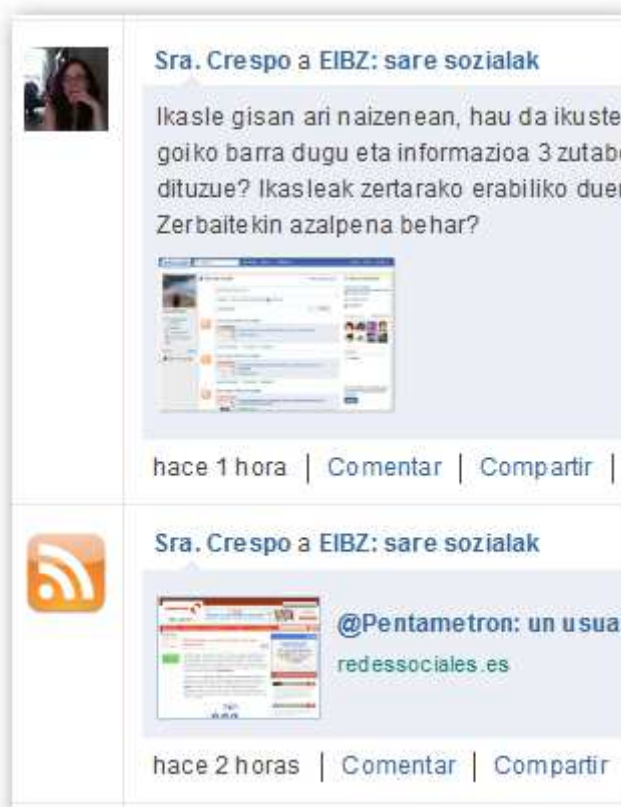 Sra. Crespo a EIBZ: sare sozialak
Ikasle gisan ari naizenean, hau da ikuste
goiko barra dugu eta informazioa 3 zutabe
dituzue? Ikasleak zertarako erabiliko duen
Zerbaitekin azalpena behar?
hace 1 hora | Comentar | Compartir |
Sra. Crespo a EIBZ: sare sozialak
@Pentametron: un usua
redessociales.es
hace 2 horas | Comentar | Compartir